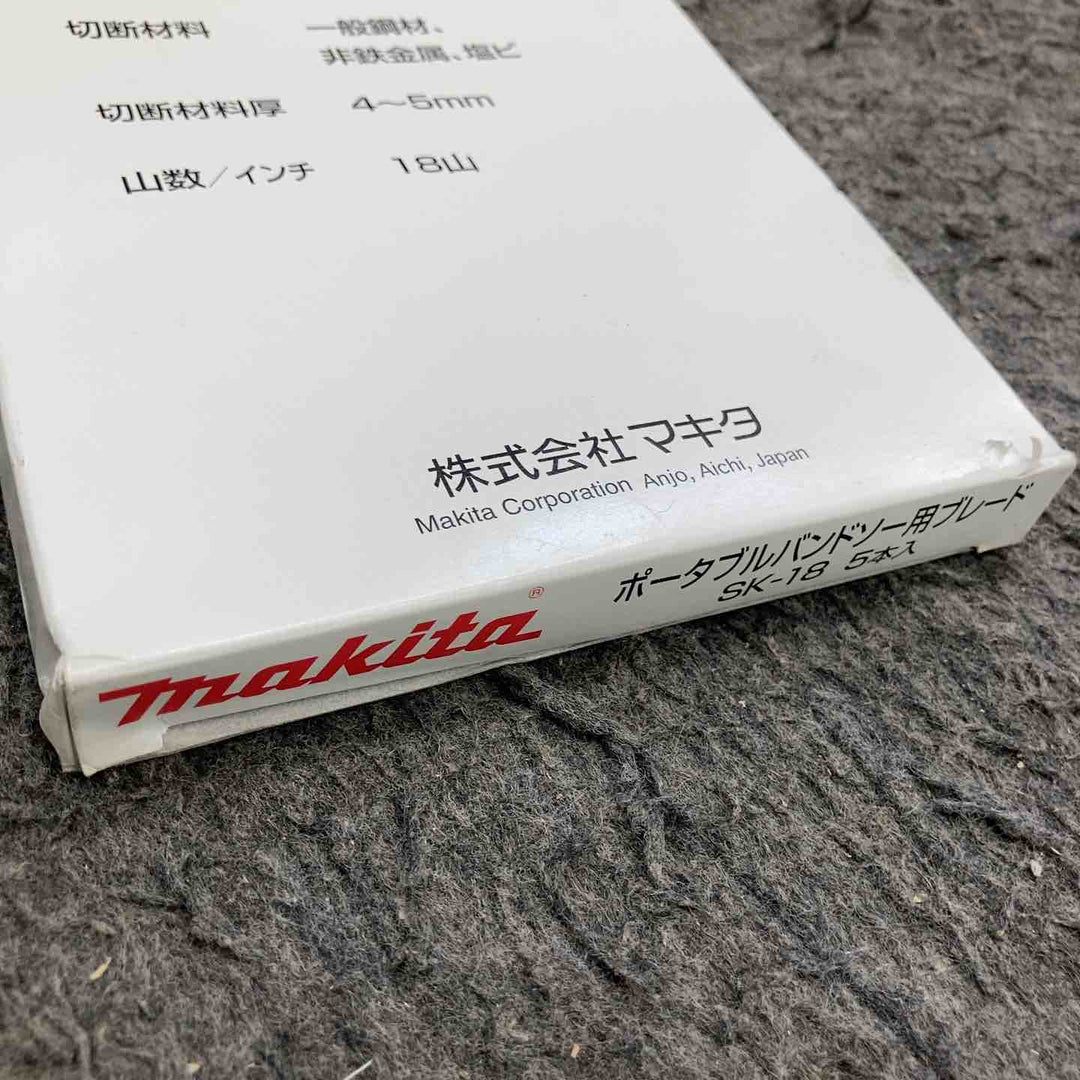 切断材料 一般鋼材、
非鉄金属、塩ビ
切断材料厚 4〜5mm
山数/インチ 18山
株式会社マキタ
Makita Corporation Anjo, Aichi, Japan
makita®
ポータブルバンドソー用ブレード
SK-18 5本入